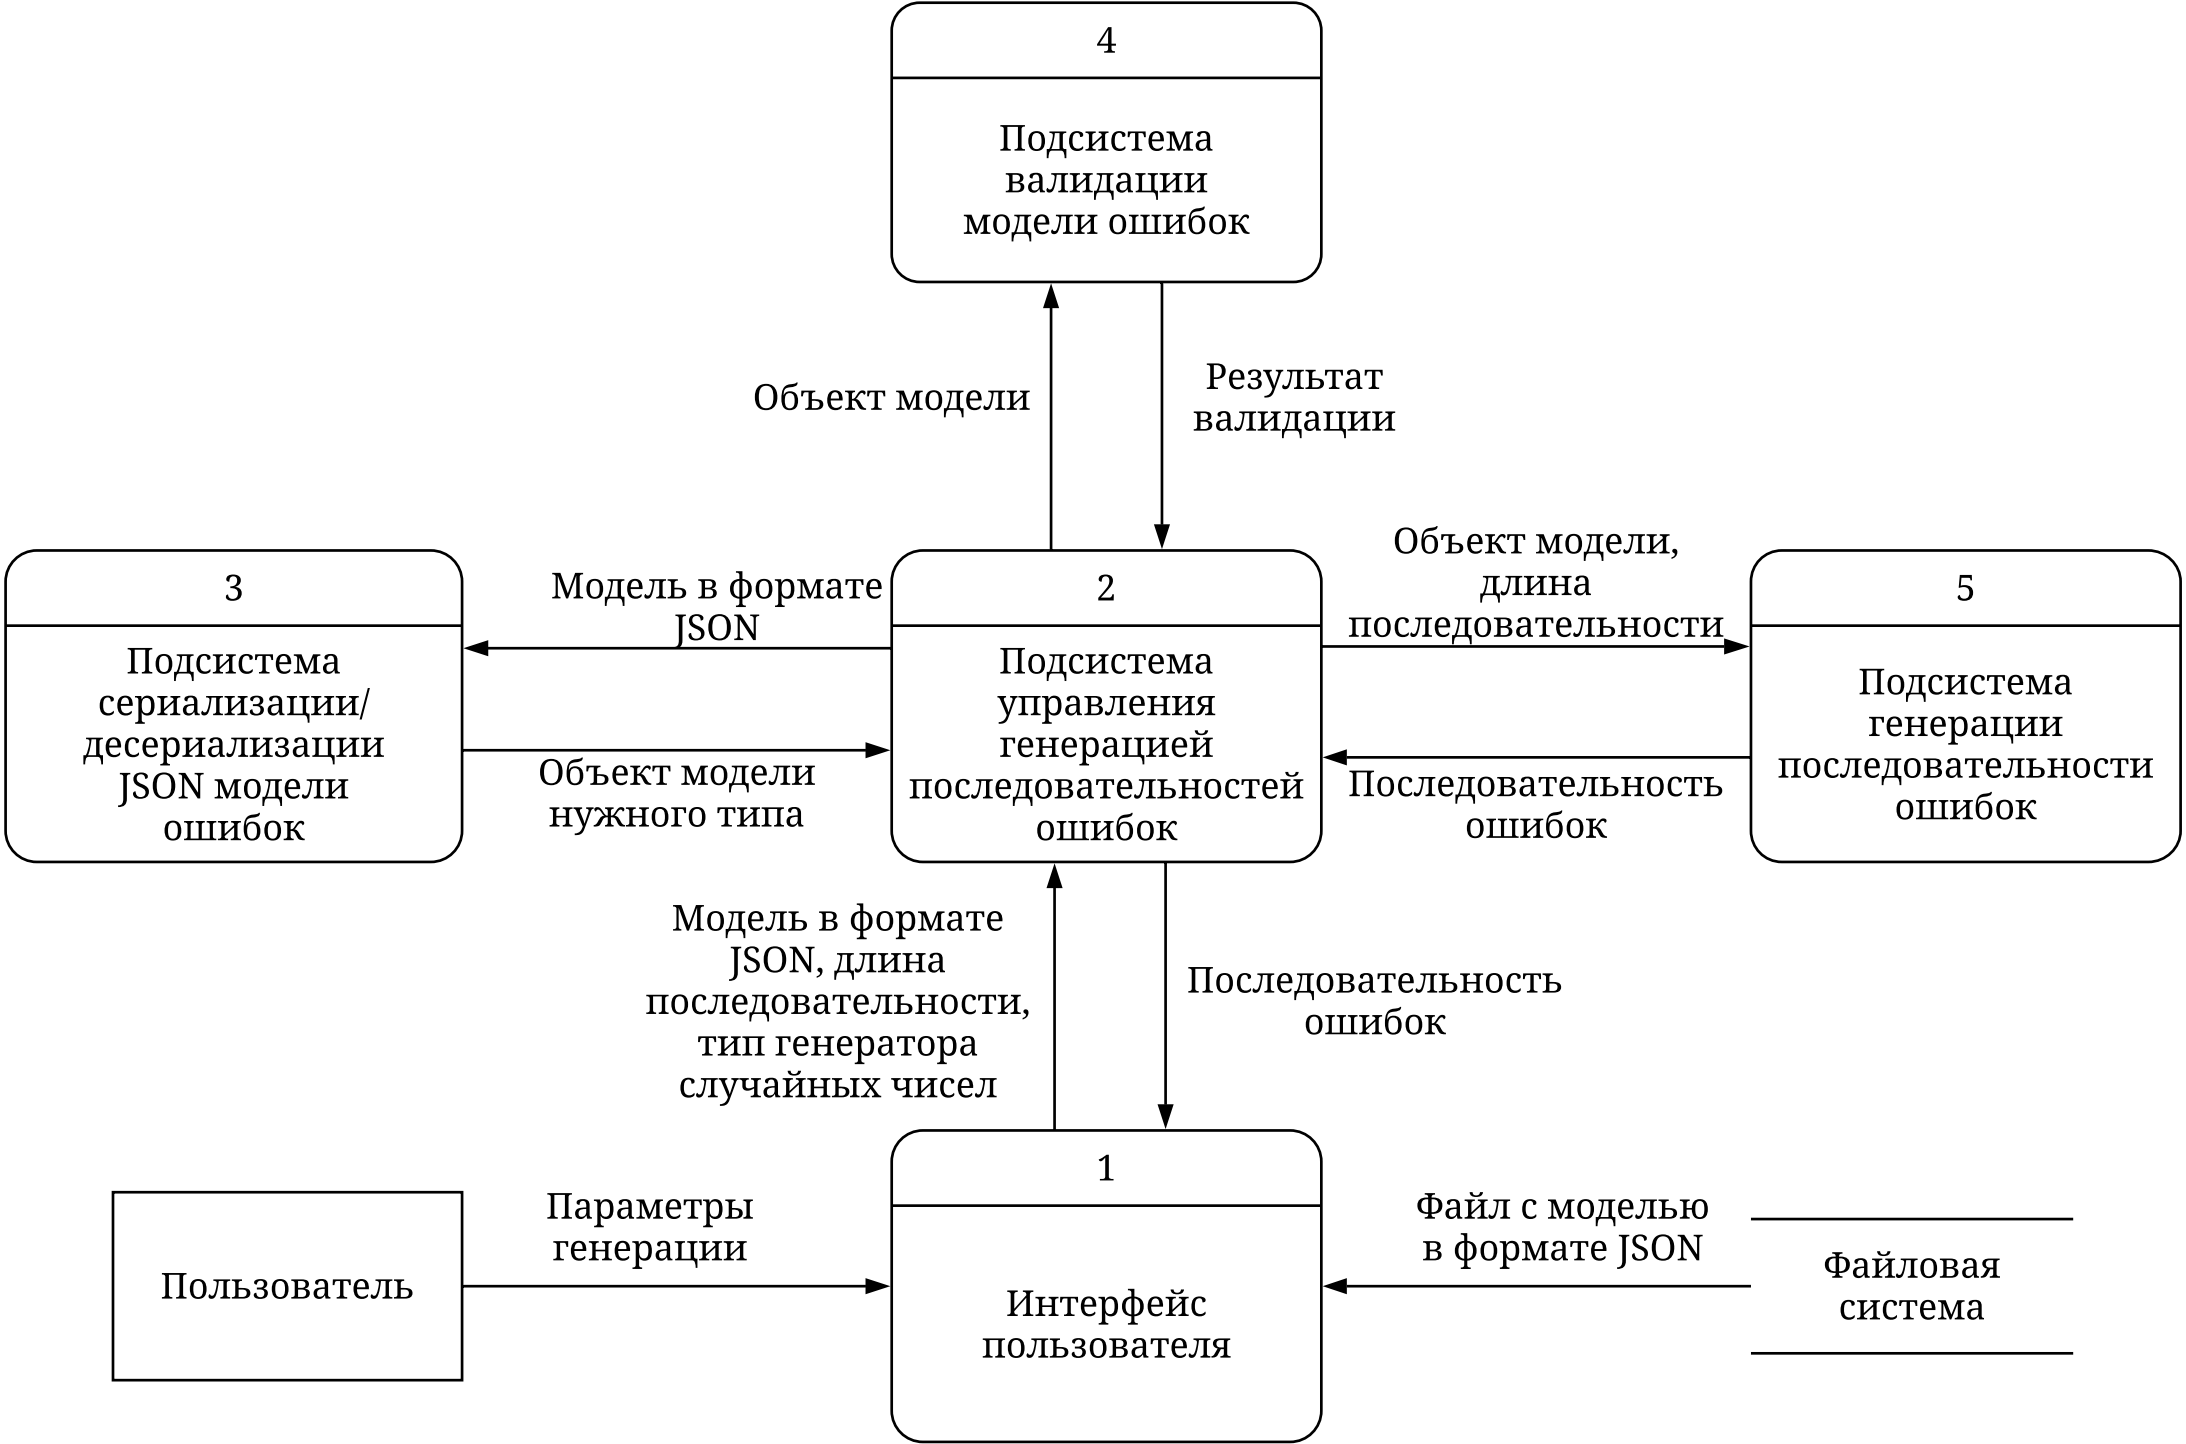 4
Подсистема
валидации
модели ошибок
Объект модели
Результат
валидации
3
Подсистема
сериализации/
десериализации
JSON модели
ошибок
Модель в формате
JSON
Объект модели
нужного типа
2
Подсистема
управления
генерацией
последовательностей
ошибок
Объект модели,
длина
последовательности
Последовательность
ошибок
5
Подсистема
генерации
последовательности
ошибок
Модель в формате
JSON, длина
последовательности,
тип генератора
случайных чисел
Последовательность
ошибок
Пользователь
Параметры
генерации
1
Интерфейс
пользователя
Файл с моделью
в формате JSON
Файловая
система